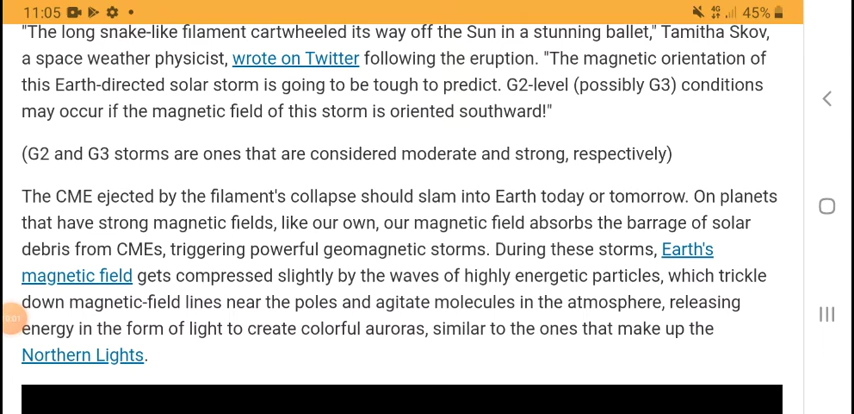 11:05
4G
45%
"The long snake-like filament cartwheeled its way off the Sun in a stunning ballet," Tamitha Skov,
a space weather physicist, wrote on Twitter following the eruption. "The magnetic orientation of
this Earth-directed solar storm is going to be tough to predict. G2-level (possibly G3) conditions
may occur if the magnetic field of this storm is oriented southward!"
(G2 and G3 storms are ones that are considered moderate and strong, respectively)
The CME ejected by the filament's collapse should slam into Earth today or tomorrow. On planets
that have strong magnetic fields, like our own, our magnetic field absorbs the barrage of solar
debris from CMEs, triggering powerful geomagnetic storms. During these storms, Earth's
magnetic field gets compressed slightly by the waves of highly energetic particles, which trickle
down magnetic-field lines near the poles and agitate molecules in the atmosphere, releasing
energy in the form of light to create colorful auroras, similar to the ones that make up the
Northern Lights.